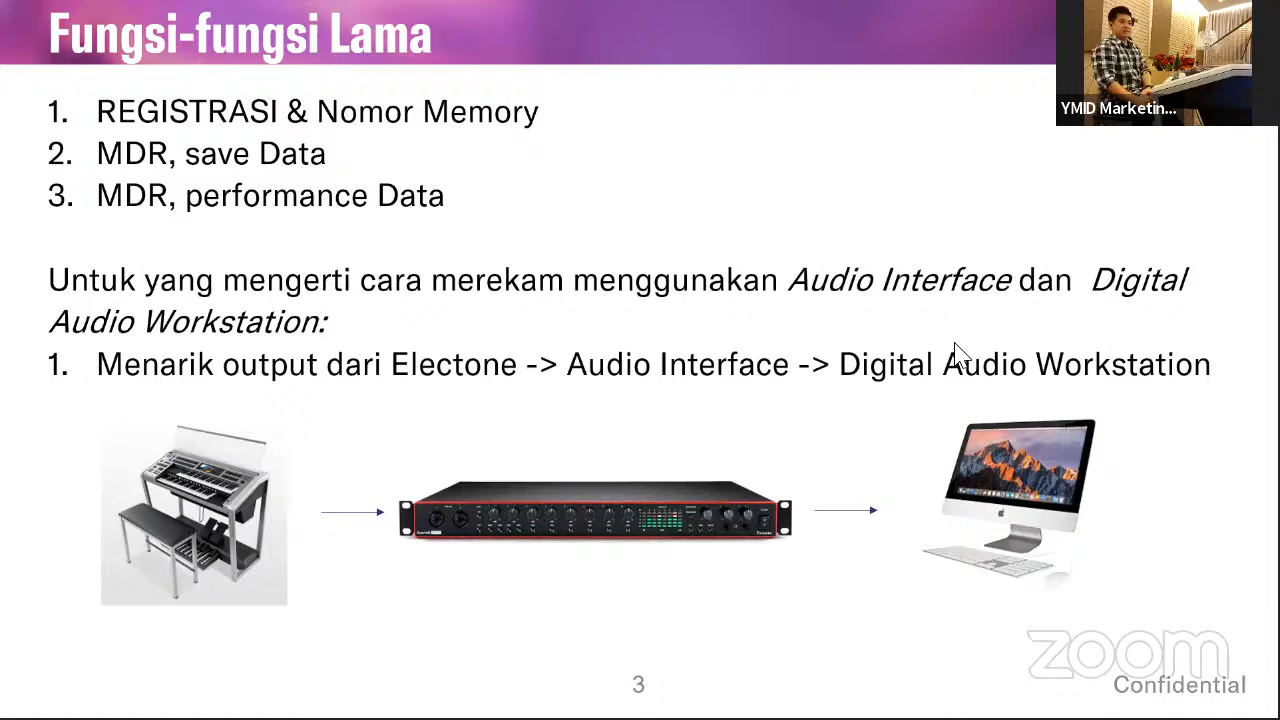 Fungsi-fungsi Lama
YMID Marketin...
1. REGISTRASI & Nomor Memory
2. MDR, save Data
3. MDR, performance Data
Untuk yang mengerti cara merekam menggunakan Audio Interface dan Digital
Audio Workstation:
1. Menarik output dari Electone -> Audio Interface -> Digital Audio Workstation
zoom
3
Confidential